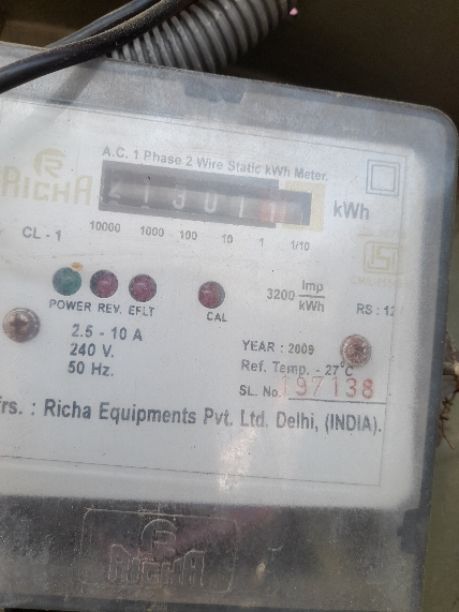 A.C. 1 Phase 2 Wire Static kWh Meter.
RICHA
kWh
CL - 1
10000 1000 100 10 1 1/10
POWER REV. EFLT
CAL
3200 Imp
kWh
RS : 12
2.5 - 10 A
240 V.
50 Hz.
YEAR : 2009
Ref. Temp. - 27°C
SL. No. 197138
frs. : Richa Equipments Pvt. Ltd. Delhi, (INDIA).
RICHA